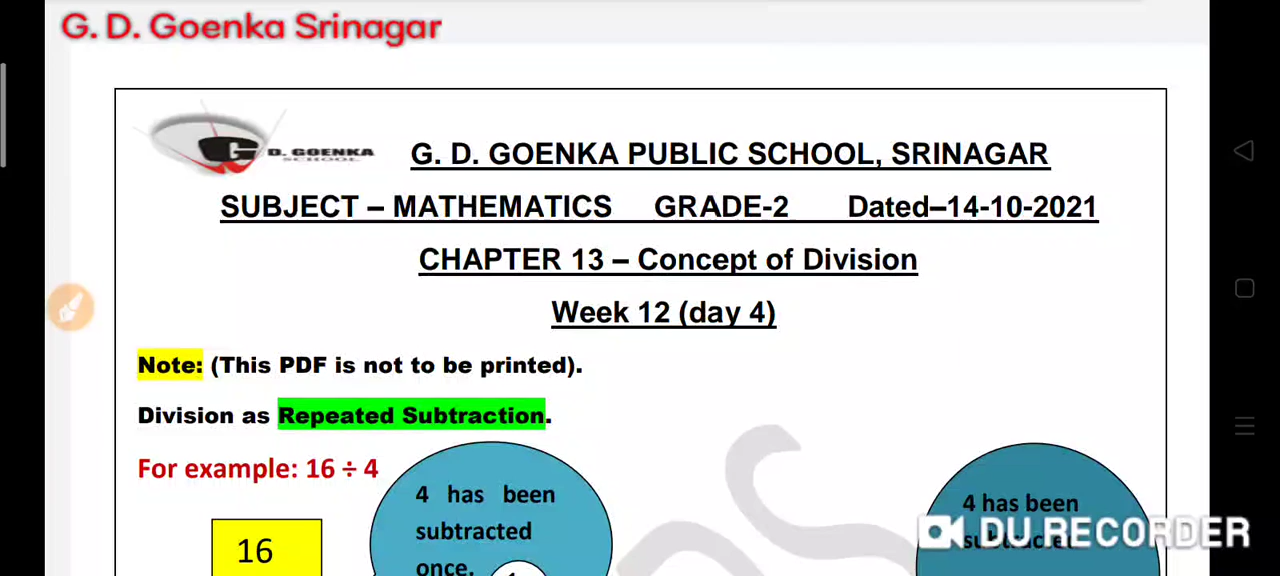 G. D. Goenka Srinagar
G D. GOENKA
SCHOOL
G. D. GOENKA PUBLIC SCHOOL, SRINAGAR
SUBJECT – MATHEMATICS GRADE-2 Dated–14-10-2021
CHAPTER 13 – Concept of Division
Week 12 (day 4)
Note: (This PDF is not to be printed).
Division as Repeated Subtraction.
For example: 16 ÷ 4
16
4 has been
subtracted
once.
4 has been
DU RECORDER